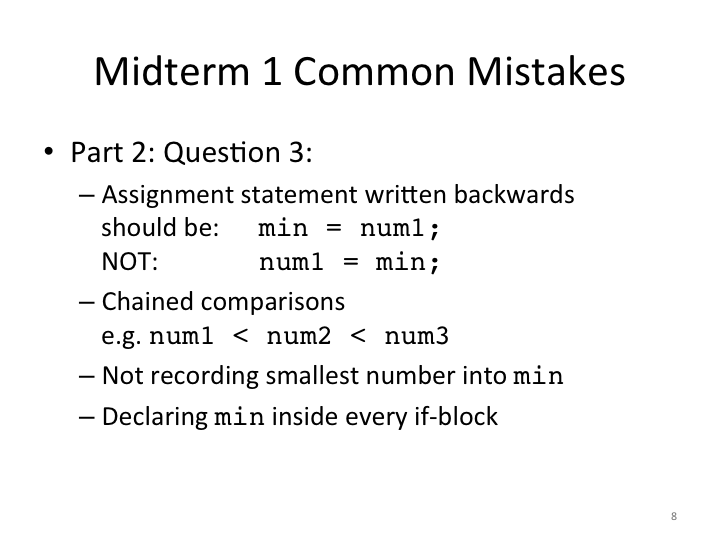 Midterm 1 Common Mistakes
• Part 2: Question 3:
– Assignment statement written backwards
should be: min = num1;
NOT: num1 = min;
– Chained comparisons
e.g. num1 < num2 < num3
– Not recording smallest number into min
– Declaring min inside every if-block
8